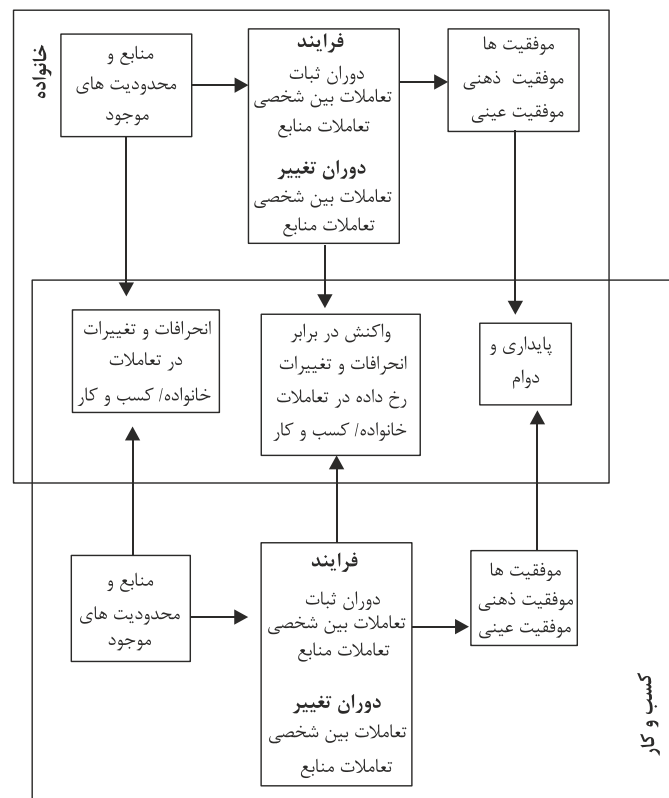 خانواده
منابع و
محدودیت های
موجود
فرایند
دوران ثبات
تعاملات بین شخصی
تعاملات منابع
دوران تغییر
تعاملات بین شخصی
تعاملات منابع
موفقیت ها
موفقیت ذهنی
موفقیت عینی
انحرافات و تغییرات
در تعاملات
خانواده/ کسب و کار
واکنش در برابر
انحرافات و تغییرات
رخ داده در تعاملات
خانواده/ کسب و کار
پایداری و
دوام
منابع و
محدودیت های
موجود
فرایند
دوران ثبات
تعاملات بین شخصی
تعاملات منابع
دوران تغییر
تعاملات بین شخصی
تعاملات منابع
موفقیت ها
موفقیت ذهنی
موفقیت عینی
کسب و کار